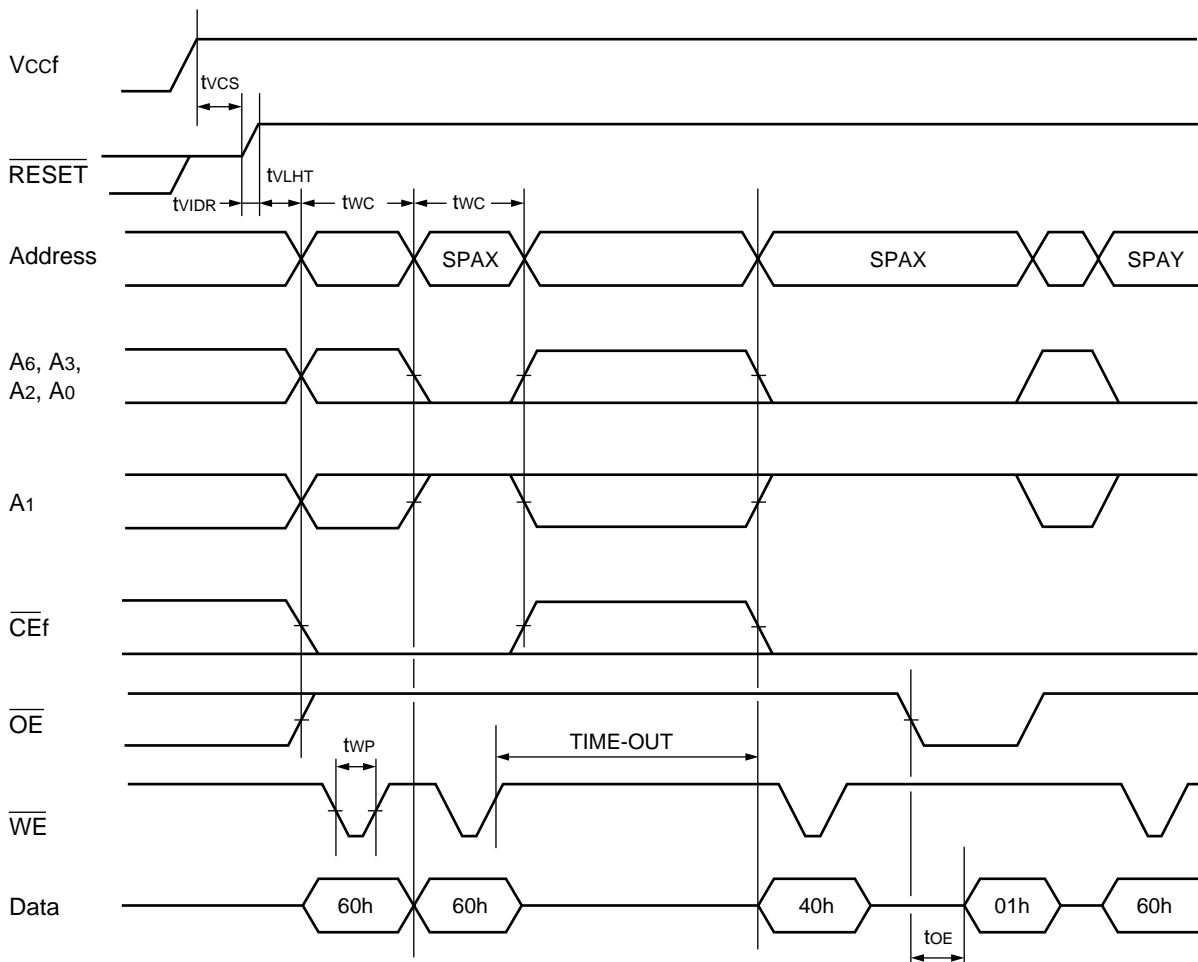 VCCf
tVCS
RESET
tVLHT
tVIDR
tWC
tWC
Address
SPAX
SPAX
SPAY
A6, A3,
A2, A0
A1
CEf
OE
tWP
TIME-OUT
WE
Data
60h
60h
40h
01h
60h
tOE